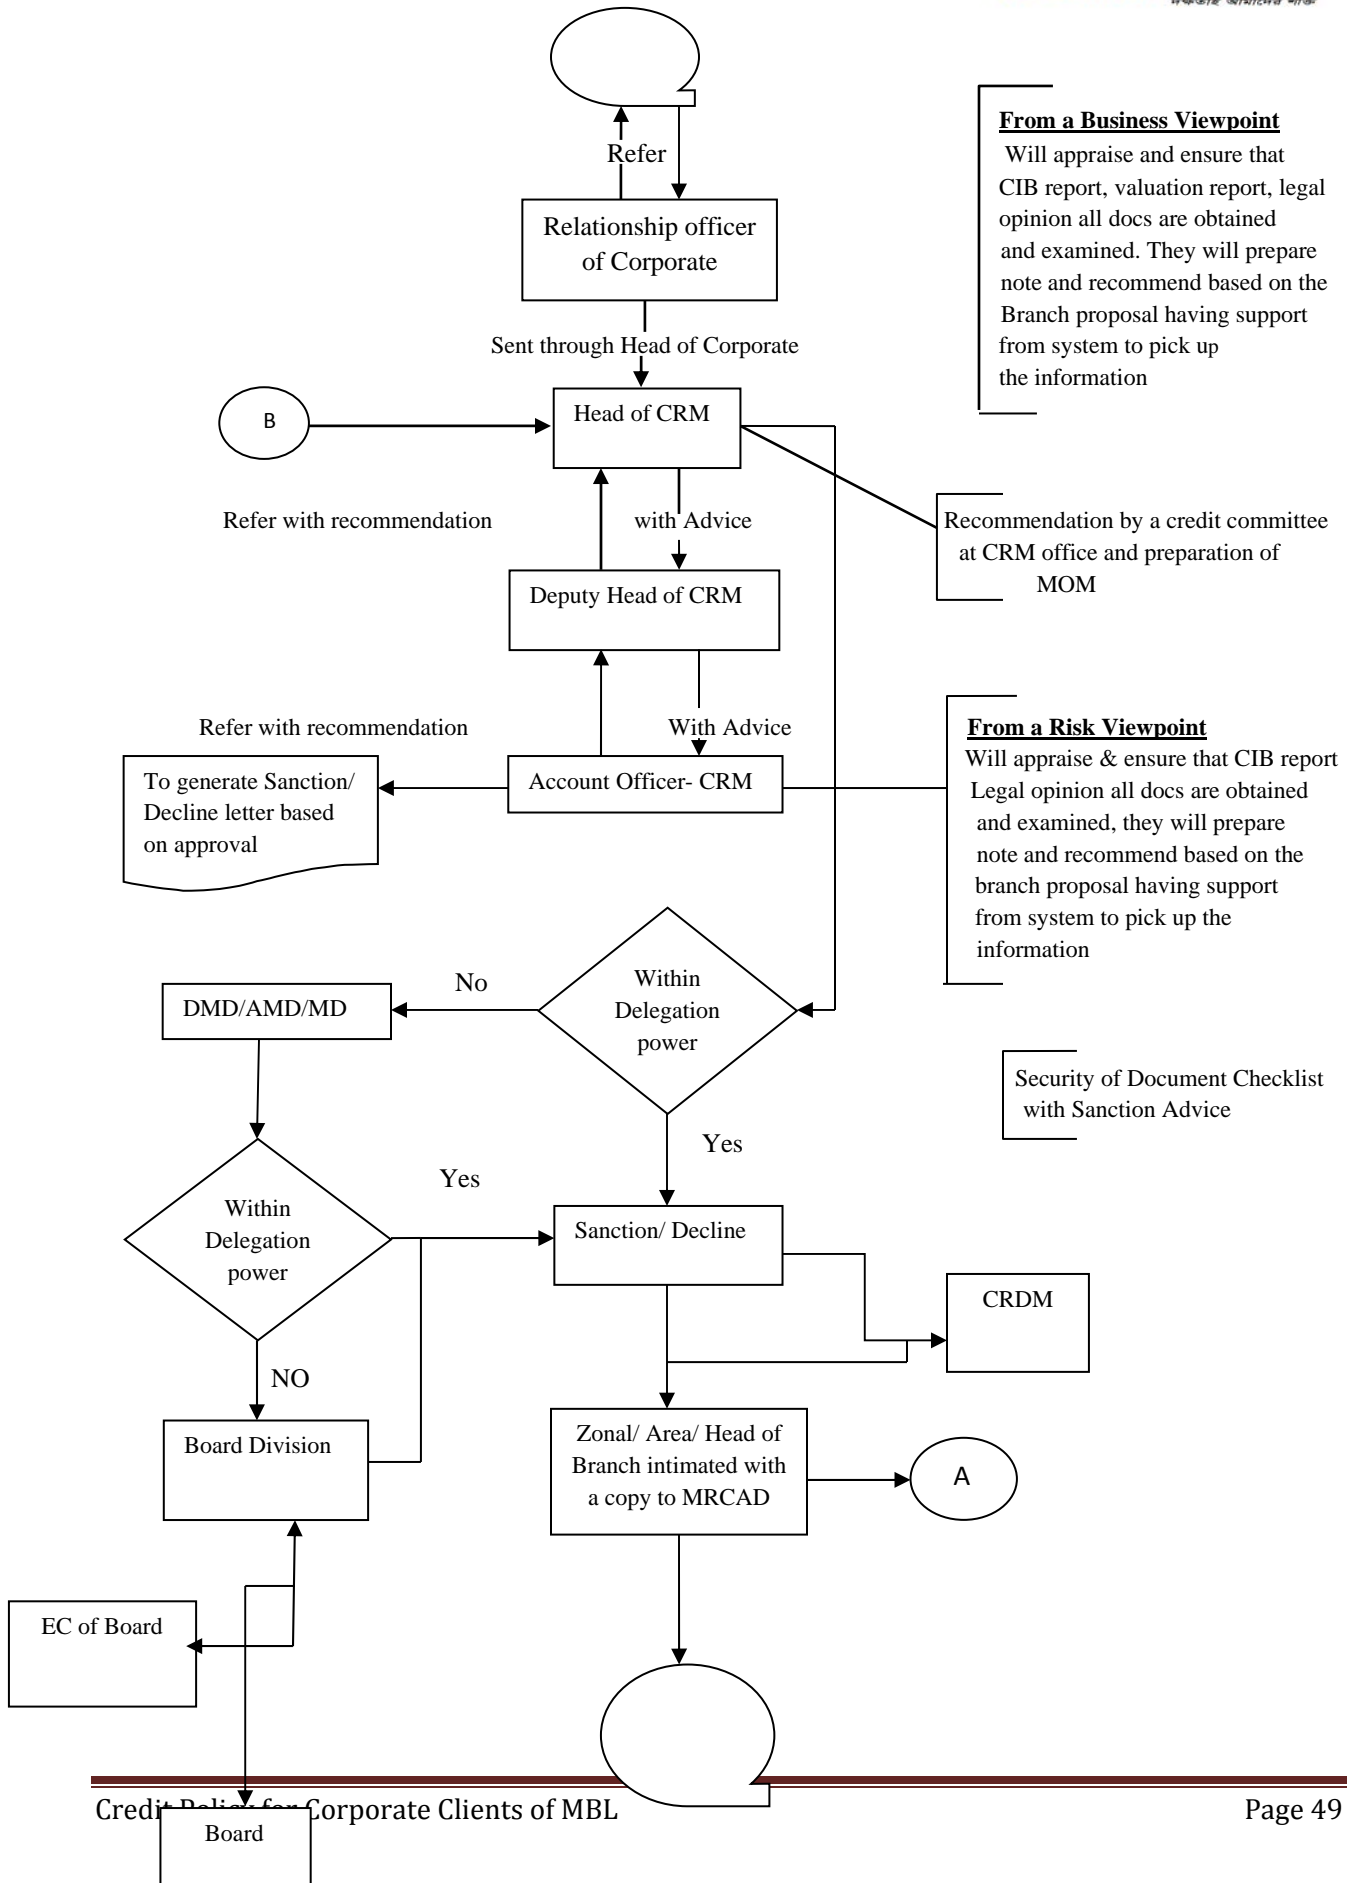 Refer
Relationship officer
of Corporate
From a Business Viewpoint
Will appraise and ensure that
CIB report, valuation report, legal
opinion all docs are obtained
and examined. They will prepare
note and recommend based on the
Branch proposal having support
from system to pick up
the information
Sent through Head of Corporate
B
Head of CRM
Refer with recommendation
with Advice
Recommendation by a credit committee
at CRM office and preparation of
MOM
Deputy Head of CRM
Refer with recommendation
With Advice
To generate Sanction/
Decline letter based
on approval
Account Officer- CRM
From a Risk Viewpoint
Will appraise & ensure that CIB report
Legal opinion all docs are obtained
and examined, they will prepare
note and recommend based on the
branch proposal having support
from system to pick up the
information
No
Within
Delegation
power
DMD/AMD/MD
Security of Document Checklist
with Sanction Advice
Yes
Yes
Within
Delegation
power
Sanction/ Decline
CRDM
NO
Board Division
Zonal/ Area/ Head of
Branch intimated with
a copy to MRCAD
A
EC of Board
Credit Policy for Corporate Clients of MBL
Page 49
Board